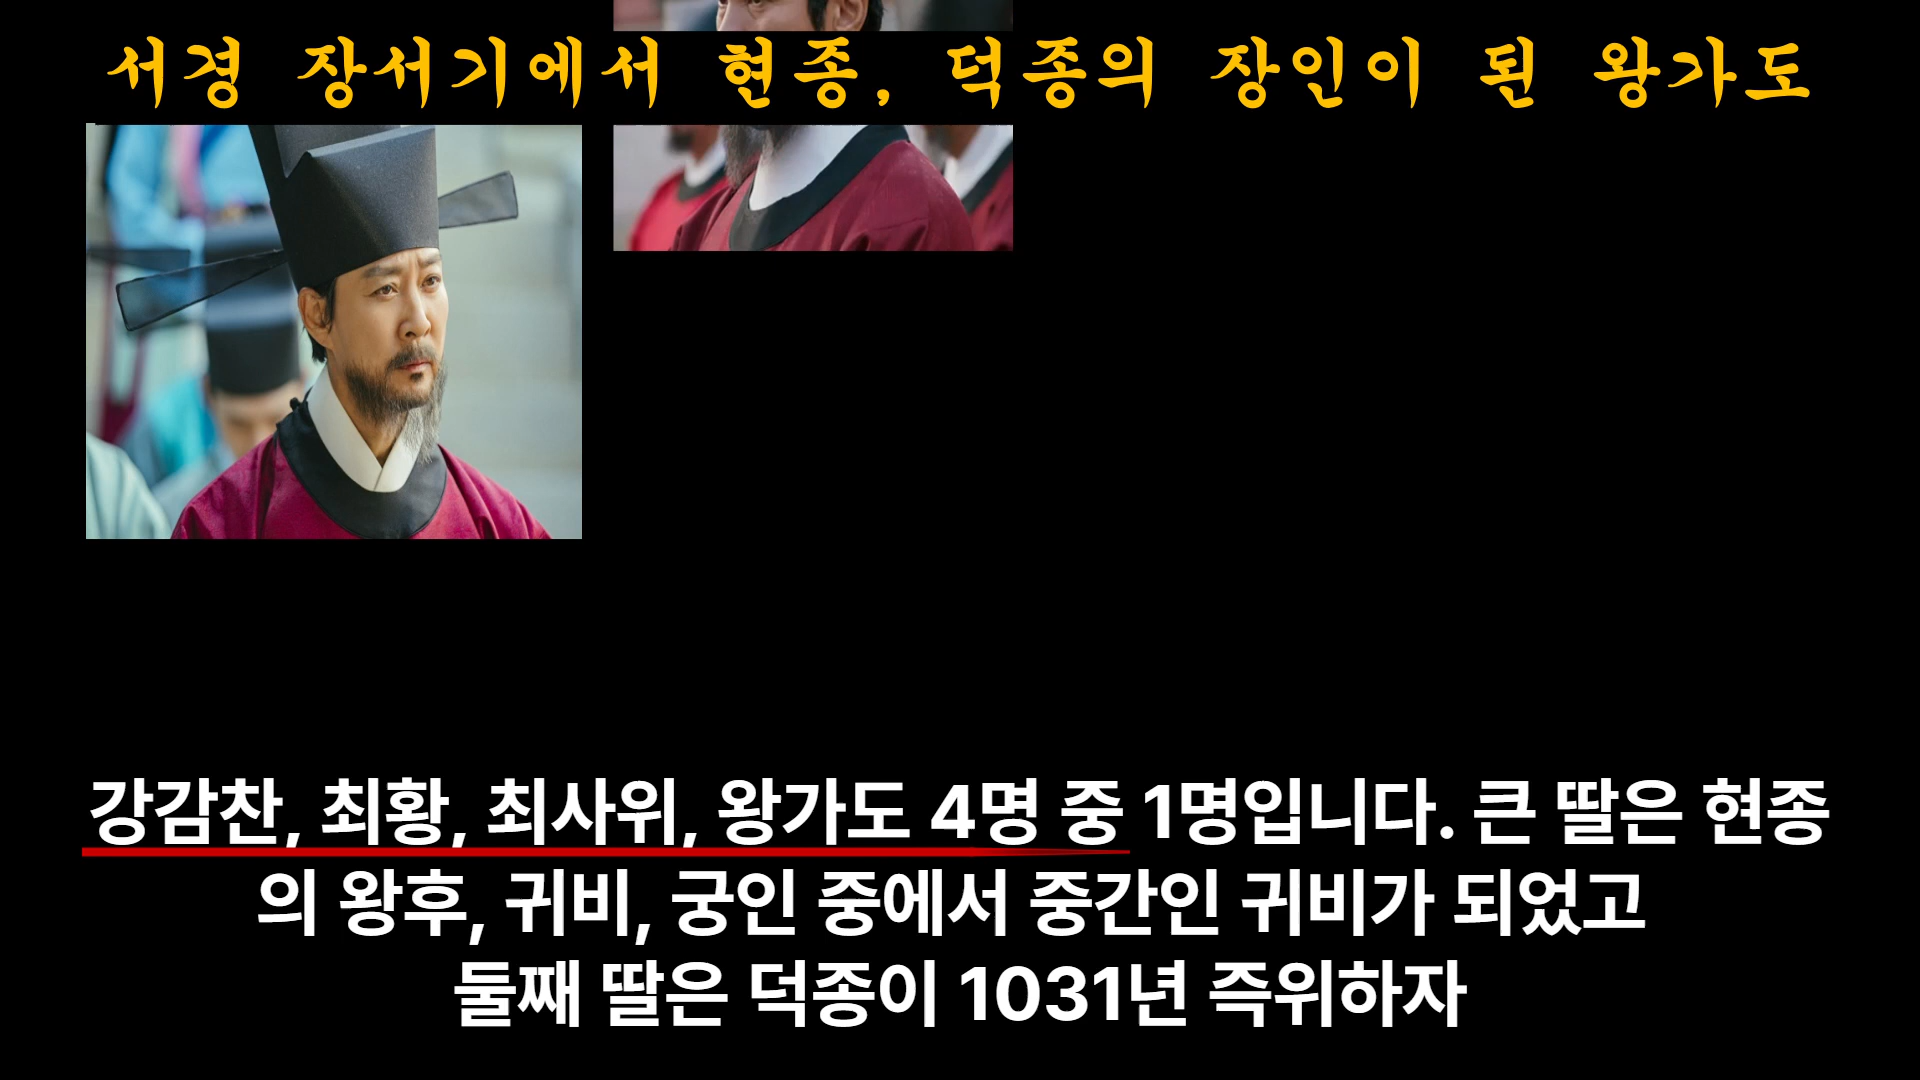 서경 장서기에서 현종, 덕종의 장인이 된 왕가도
강감찬, 최황, 최사위, 왕가도 4명 중 1명입니다. 큰 딸은 현종
의 왕후, 귀비, 궁인 중에서 중간인 귀비가 되었고
둘째 딸은 덕종이 1031년 즉위하자